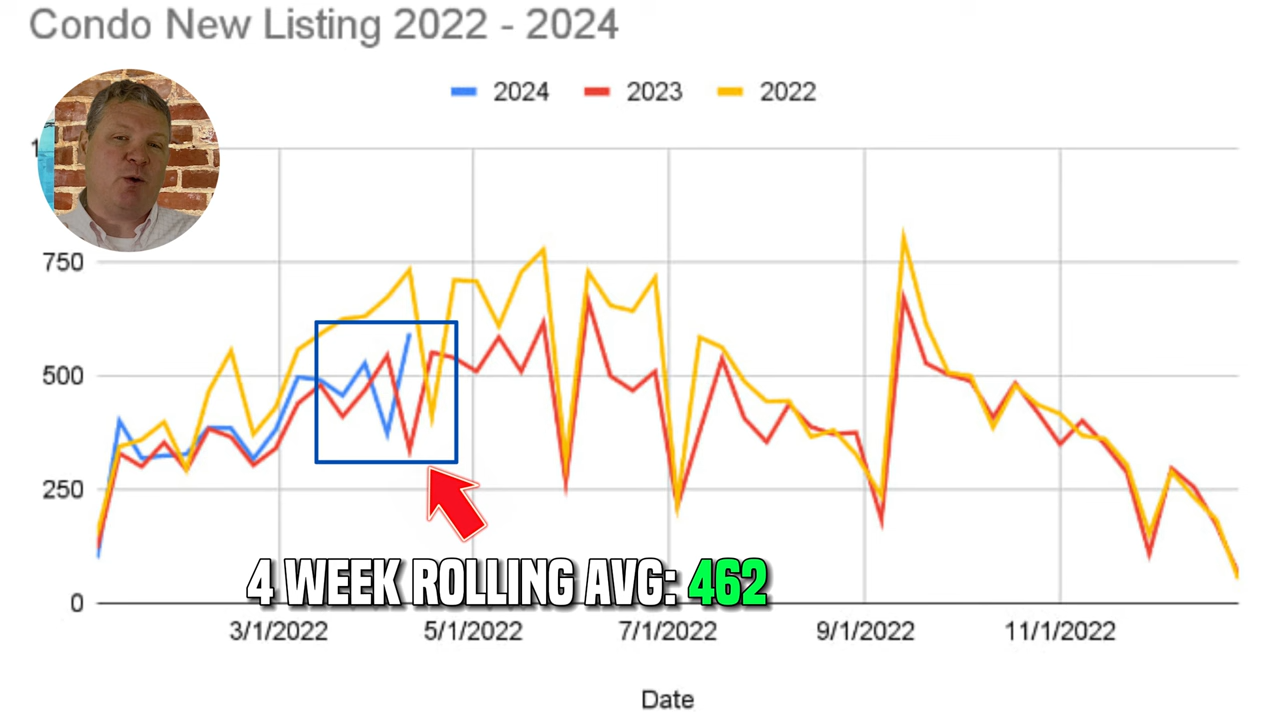 Condo New Listing 2022 - 2024
2024 2023 2022
750
500
250
0
4 WEEK ROLLING AVG: 462
3/1/2022 5/1/2022 7/1/2022 9/1/2022 11/1/2022
Date